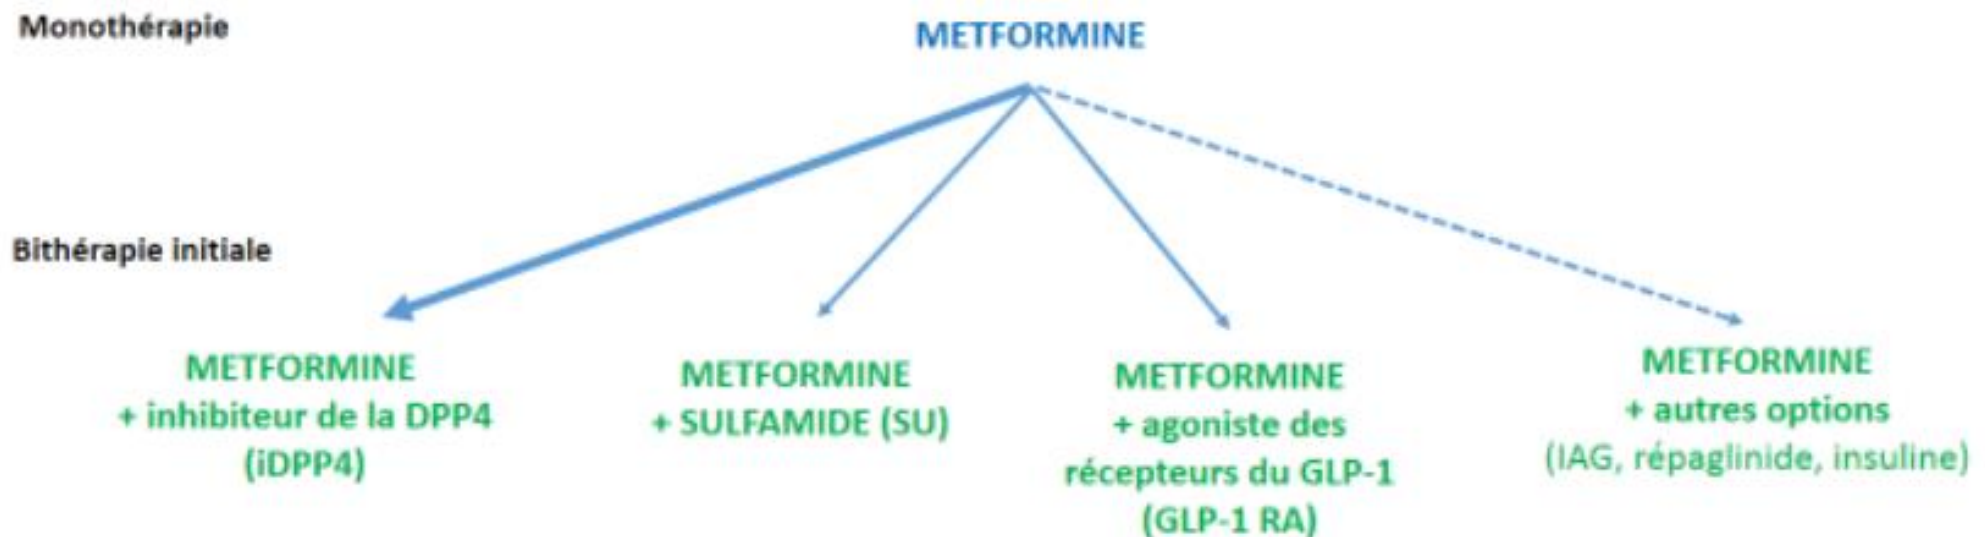 Monothérapie
METFORMINE
Bithérapie initiale
METFORMINE
+ inhibiteur de la DPP4
(iDPP4)
METFORMINE
+ SULFAMIDE (SU)
METFORMINE
+ agoniste des
récepteurs du GLP-1
(GLP-1 RA)
METFORMINE
+ autres options
(IAG, répaglinide, insuline)